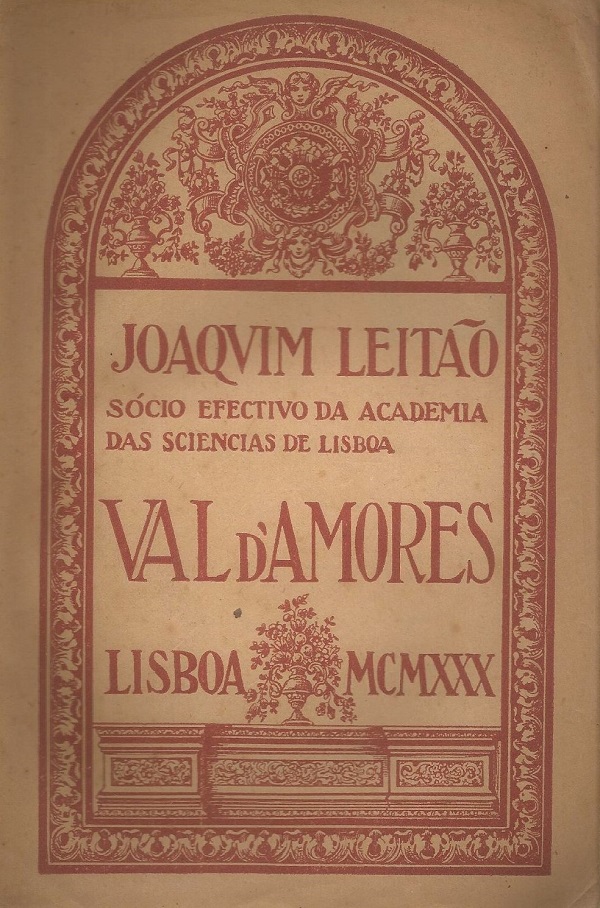 JOAQVIM LEITÃO
SÓCIO EFECTIVO DA ACADEMIA
DAS SCIENCIAS DE LISBOA
VAL D'AMORES
LISBOA MCMXXX